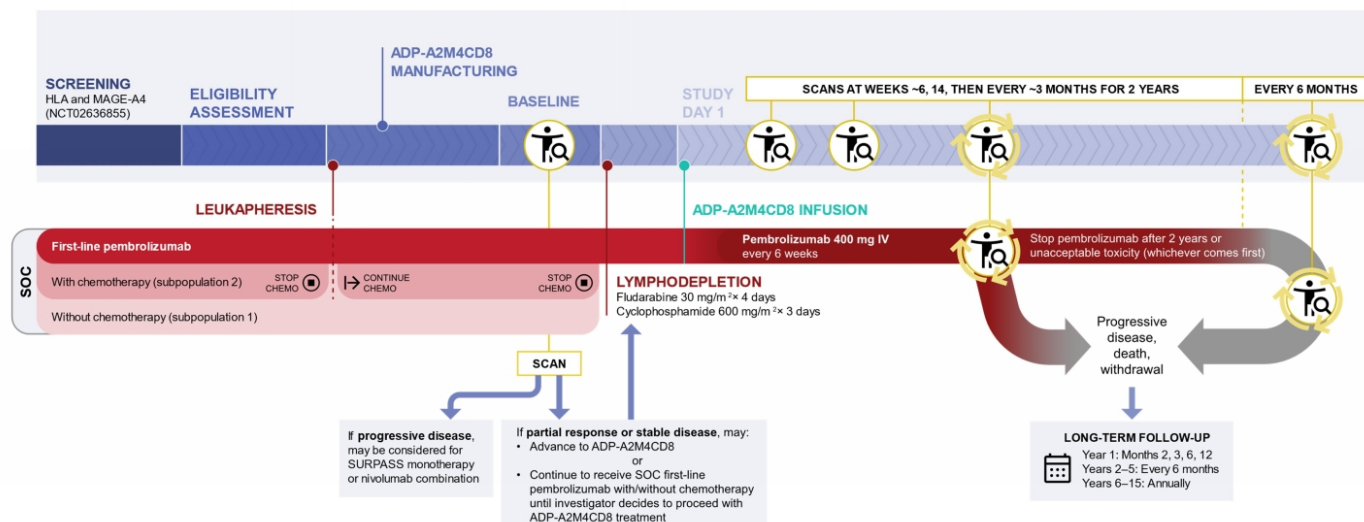 SCREENING
HLA and MAGE-A4
(NCT02636855)
ELIGIBILITY
ASSESSMENT
ADP-A2M4CD8
MANUFACTURING
BASELINE
STUDY
DAY 1
SCANS AT WEEKS ~6, 14, THEN EVERY ~3 MONTHS FOR 2 YEARS
EVERY 6 MONTHS
LEUKAPHERESIS
ADP-A2M4CD8 INFUSION
SOC
First-line pembrolizumab
Pembrolizumab 400 mg IV
every 6 weeks
Stop pembrolizumab after 2 years or
unacceptable toxicity (whichever comes first)
With chemotherapy (subpopulation 2)
STOP
CHEMO
CONTINUE
CHEMO
STOP
CHEMO
Without chemotherapy (subpopulation 1)
LYMPHODEPLETION
Fludarabine 30 mg/m²× 4 days
Cyclophosphamide 600 mg/m²× 3 days
Progressive
disease,
death,
withdrawal
SCAN
If progressive disease,
may be considered for
SURPASS monotherapy
or nivolumab combination
If partial response or stable disease, may:
• Advance to ADP-A2M4CD8
or
• Continue to receive SOC first-line
pembrolizumab with/without chemotherapy
until investigator decides to proceed with
ADP-A2M4CD8 treatment
LONG-TERM FOLLOW-UP
Year 1: Months 2, 3, 6, 12
Years 2–5: Every 6 months
Years 6–15: Annually